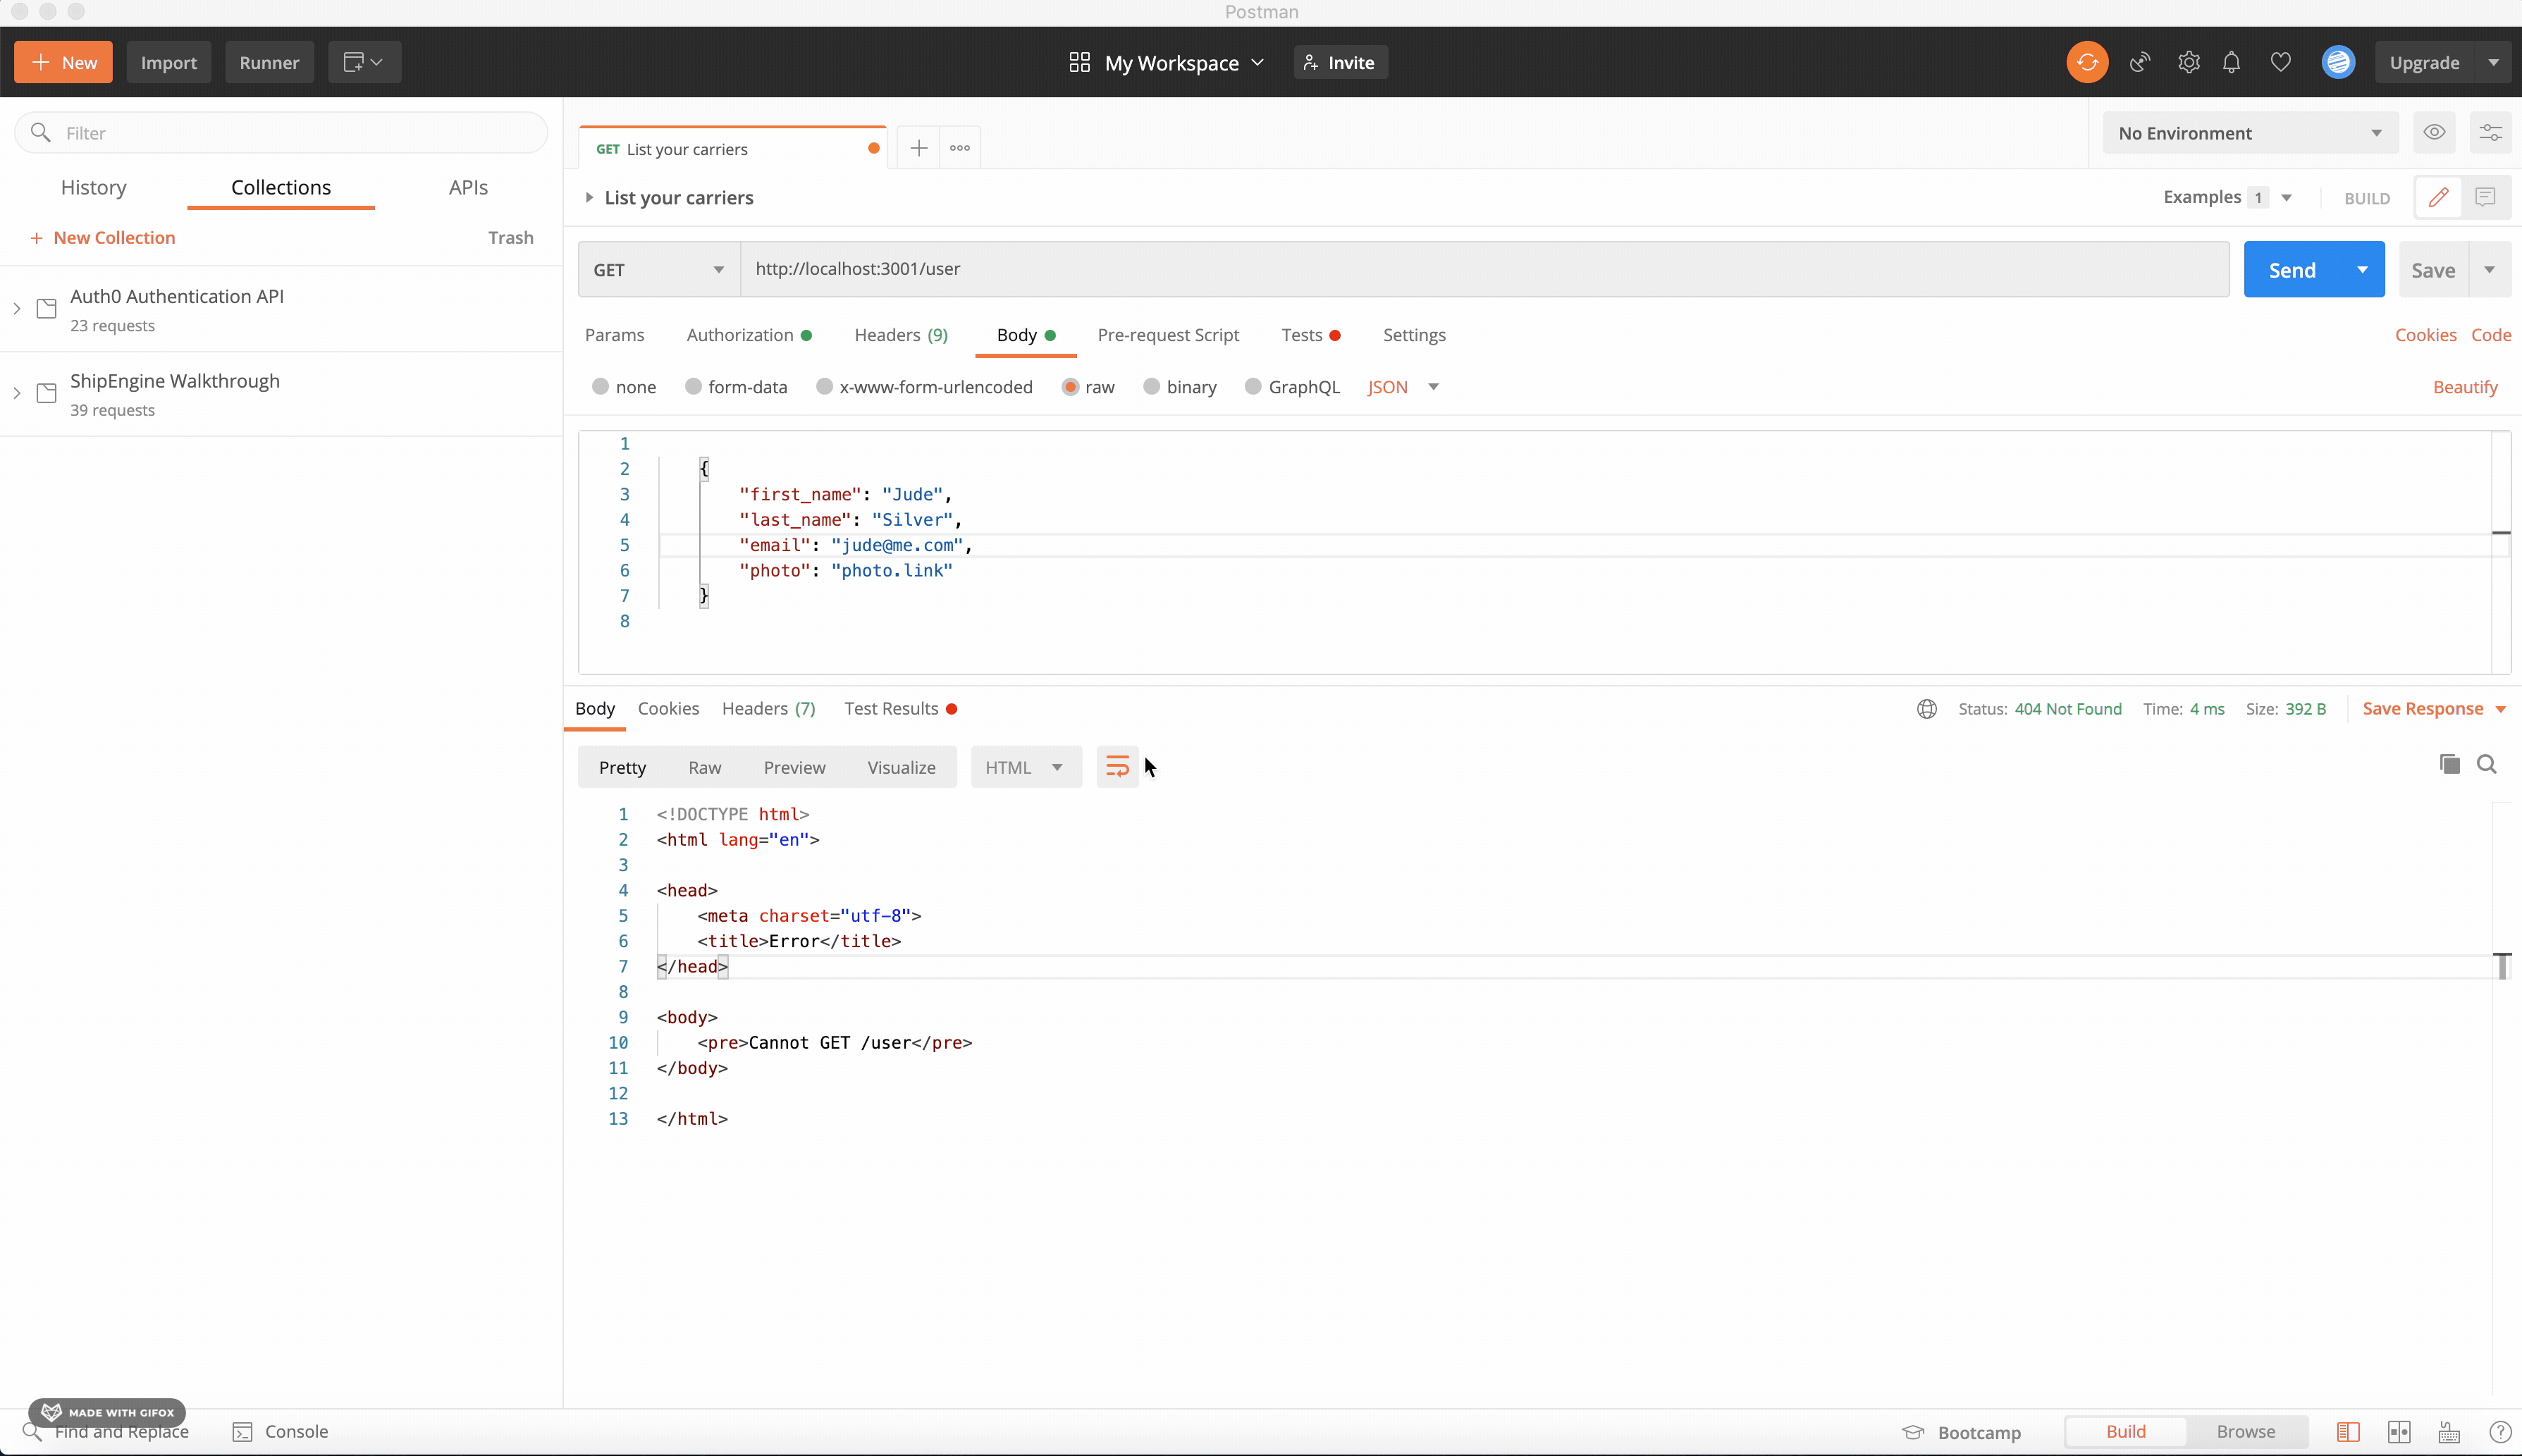 Postman
New Import Runner My Workspace Invite Upgrade
Filter
History Collections APIs
+ New Collection Trash
Auth0 Authentication API
23 requests
ShipEngine Walkthrough
39 requests
GET List your carriers
No Environment
List your carriers Examples 1 BUILD
GET http://localhost:3001/user Send Save
Params Authorization Headers (9) Body Pre-request Script Tests Settings Cookies Code
none form-data x-www-form-urlencoded raw binary GraphQL JSON Beautify
1
2 {
3 "first_name": "Jude",
4 "last_name": "Silver",
5 "email": "jude@me.com",
6 "photo": "photo.link"
7 }
8
Body Cookies Headers (7) Test Results Status: 404 Not Found Time: 4 ms Size: 392 B Save Response
Pretty Raw Preview Visualize HTML
1 <!DOCTYPE html>
2 <html lang="en">
3
4 <head>
5 <meta charset="utf-8">
6 <title>Error</title>
7 </head>
8
9 <body>
10 <pre>Cannot GET /user</pre>
11 </body>
12
13 </html>
MADE WITH GIFOX
Find and Replace Console Bootcamp Build Browse